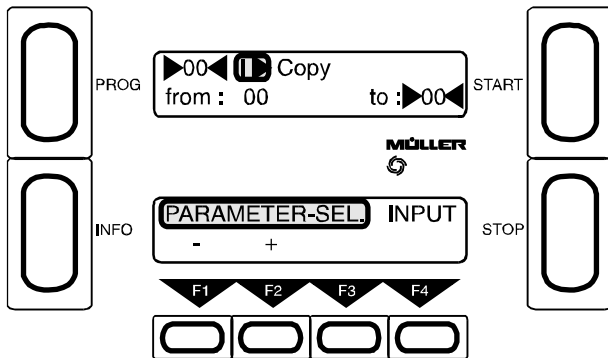 ▶00◀ Copy
PROG
START
from : 00 to :▶00◀
MÜLLER
PARAMETER-SEL. INPUT
INFO
STOP
- +
F1 F2 F3 F4